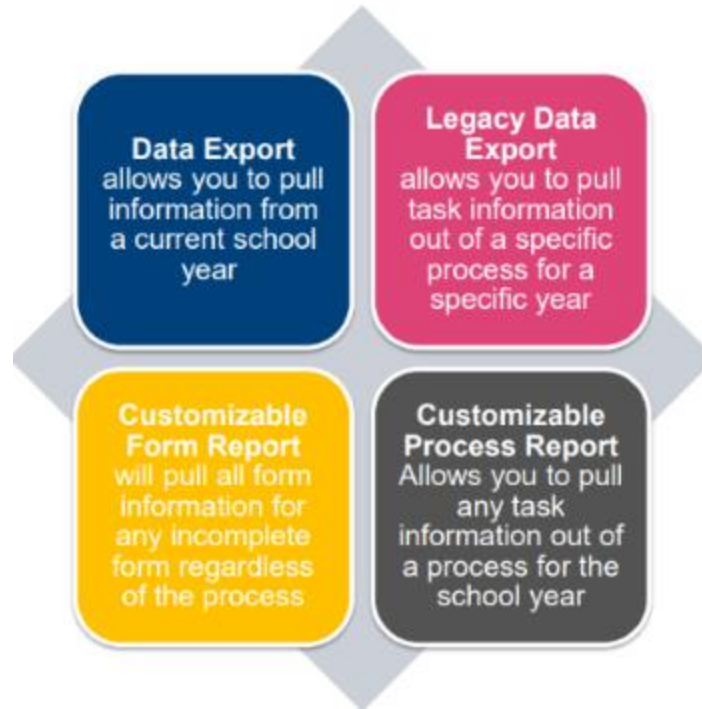 Data Export
allows you to pull
information from
a current school
year
Legacy Data
Export
allows you to pull
task information
out of a specific
process for a
specific year
Customizable
Form Report
will pull all form
information for
any incomplete
form regardless
of the process
Customizable
Process Report
Allows you to pull
any task
information out of
a process for the
school year